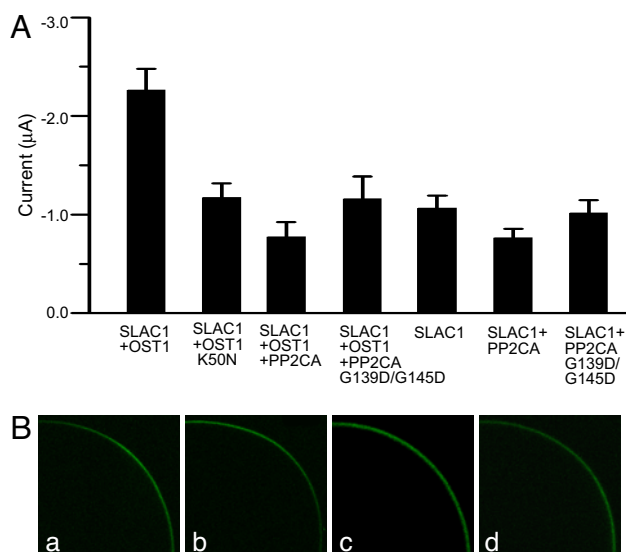 A
-3.0
-2.0
-1.0
0.0
Current (μA)
SLAC1
+OST1
SLAC1
+OST1
K50N
SLAC1
+OST1
+PP2CA
SLAC1
+OST1
+PP2CA
G139D/G145D
SLAC1
SLAC1+
PP2CA
SLAC1+
PP2CA
G139D/
G145D
B
a
b
c
d